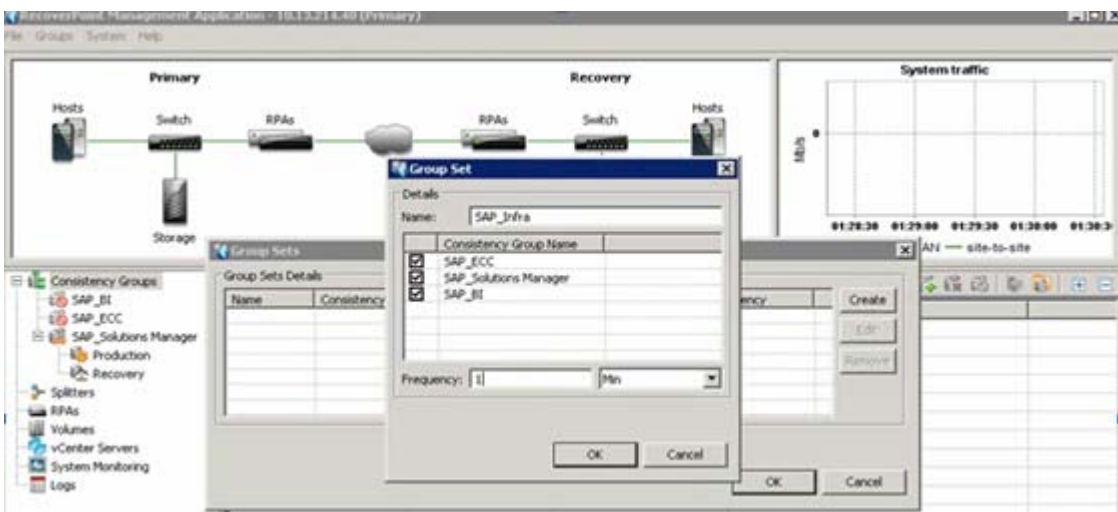 RecoverPoint Management Application - 10.13.214.40 (Primary)
File Groups System Help
Primary
Recovery
System traffic
Hosts
Switch
RPAs
RPAs
Switch
Hosts
Storage
Mb/s
0
01:28:30 01:29:00 01:29:30 01:30:00
AN site-to-site
Group Set
Details
Name: SAP_Infra
Consistency Group Name
SAP_ECC
SAP_Solutions Manager
SAP_BI
Frequency: 1 Min
OK Cancel
Group Sets
Group Sets Details
Name Consistency ency
Create
Edit
Remove
OK Cancel
Consistency Groups
SAP_BI
SAP_ECC
SAP_Solutions Manager
Production
Recovery
Splitters
RPAs
Volumes
vCenter Servers
System Monitoring
Logs